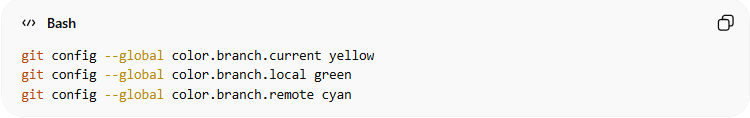 Bash
git config --global color.branch.current yellow
git config --global color.branch.local green
git config --global color.branch.remote cyan